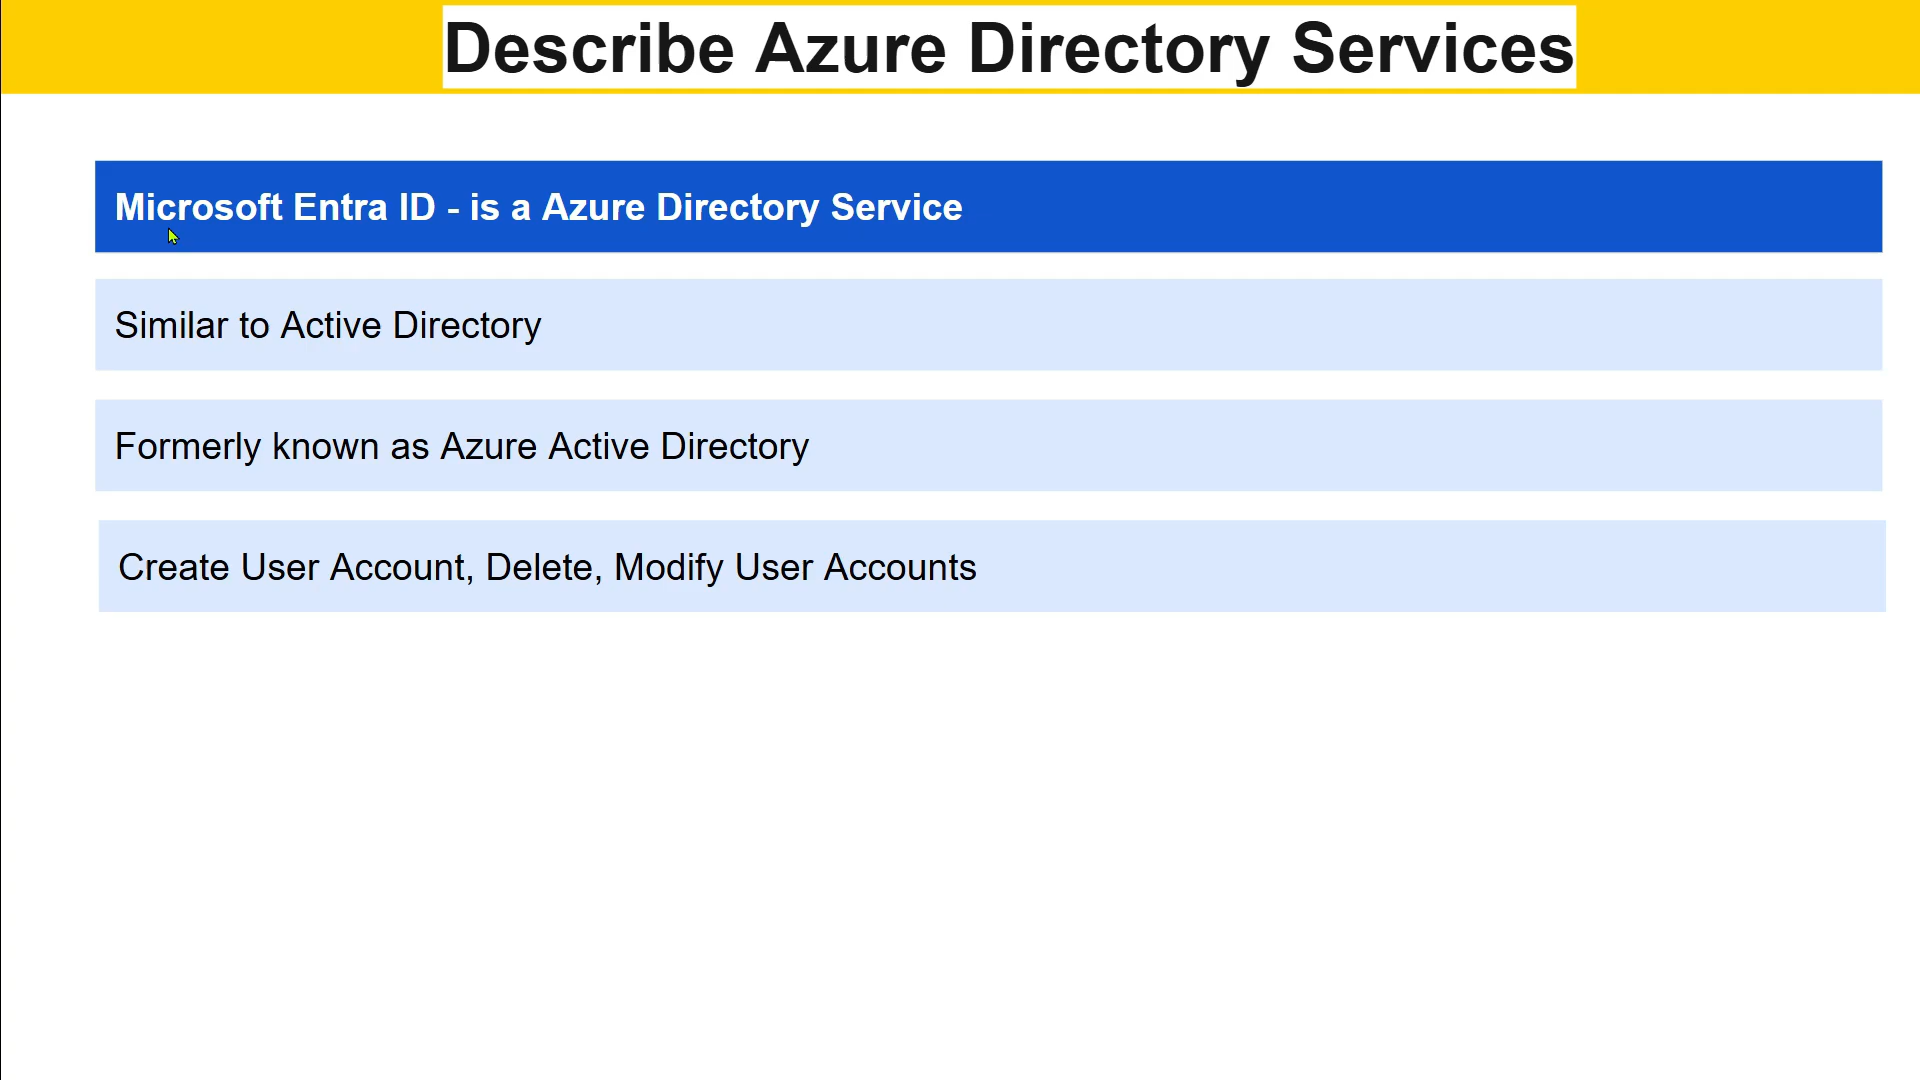 Describe Azure Directory Services
Microsoft Entra ID - is a Azure Directory Service
Similar to Active Directory
Formerly known as Azure Active Directory
Create User Account, Delete, Modify User Accounts